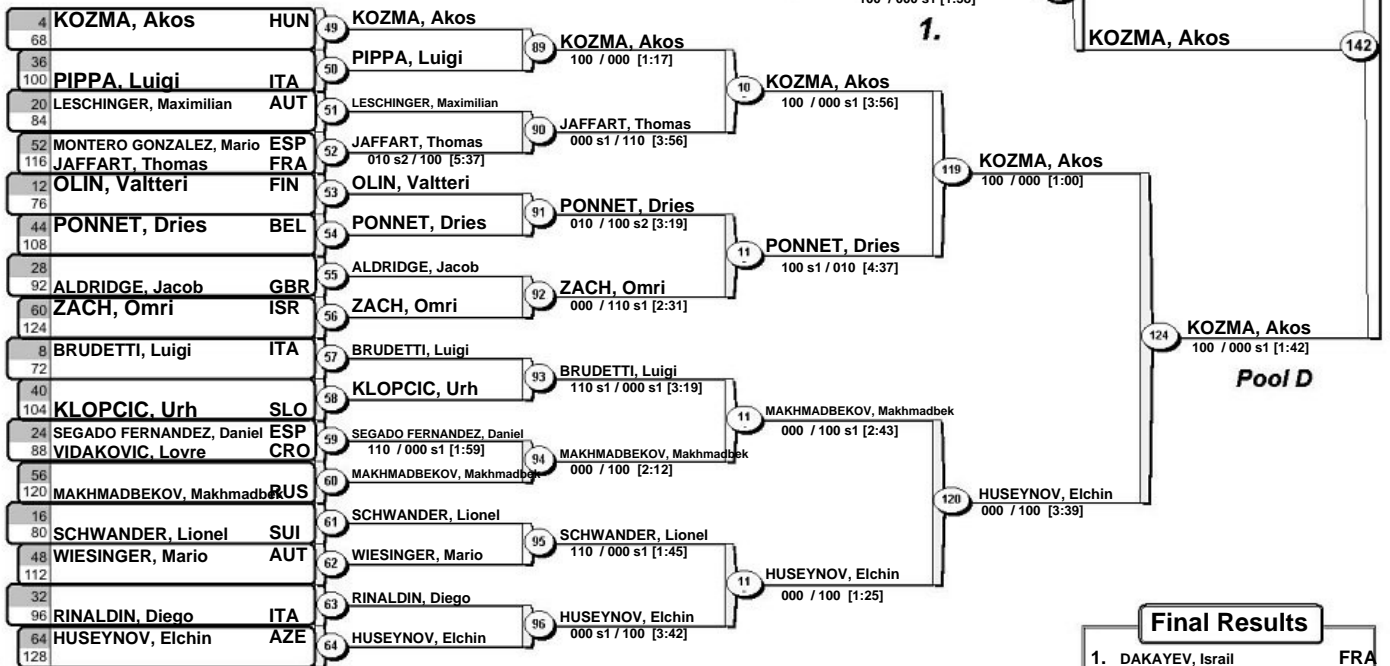 100 / 000 s1 [1:38]
1.
KOZMA, Akos
142
4 KOZMA, Akos HUN
68
36
100 PIPPA, Luigi ITA
20 LESCHINGER, Maximilian AUT
84
52 MONTERO GONZALEZ, Mario ESP
116 JAFFART, Thomas FRA
12 OLIN, Valtteri FIN
76
44 PONNET, Dries BEL
108
28
92 ALDRIDGE, Jacob GBR
60 ZACH, Omri ISR
124
8 BRUDETTI, Luigi ITA
72
40
104 KLOPCIC, Urh SLO
24 SEGADO FERNANDEZ, Daniel ESP
88 VIDAKOVIC, Lovre CRO
56
120 MAKHMADBEKOV, Makhmadbek RUS
16
80 SCHWANDER, Lionel SUI
48 WIESINGER, Mario AUT
112
32
96 RINALDIN, Diego ITA
64 HUSEYNOV, Elchin AZE
128
49 KOZMA, Akos
50 PIPPA, Luigi
51 LESCHINGER, Maximilian
52 JAFFART, Thomas
010 s2 / 100 [5:37]
53 OLIN, Valtteri
54 PONNET, Dries
55 ALDRIDGE, Jacob
56 ZACH, Omri
57 BRUDETTI, Luigi
58 KLOPCIC, Urh
59 SEGADO FERNANDEZ, Daniel
110 / 000 s1 [1:59]
60 MAKHMADBEKOV, Makhmadbek
61 SCHWANDER, Lionel
62 WIESINGER, Mario
63 RINALDIN, Diego
64 HUSEYNOV, Elchin
89 KOZMA, Akos
100 / 000 [1:17]
90 JAFFART, Thomas
000 s1 / 110 [3:56]
91 PONNET, Dries
010 / 100 s2 [3:19]
92 ZACH, Omri
000 / 110 s1 [2:31]
93 BRUDETTI, Luigi
110 s1 / 000 s1 [3:19]
94 MAKHMADBEKOV, Makhmadbek
000 / 100 [2:12]
95 SCHWANDER, Lionel
110 / 000 s1 [1:45]
96 HUSEYNOV, Elchin
000 s1 / 100 [3:42]
10 KOZMA, Akos
100 / 000 s1 [3:56]
11 PONNET, Dries
100 s1 / 010 [4:37]
11 MAKHMADBEKOV, Makhmadbek
000 / 100 s1 [2:43]
11 HUSEYNOV, Elchin
000 / 100 [1:25]
119 KOZMA, Akos
100 / 000 [1:00]
120 HUSEYNOV, Elchin
000 / 100 [3:39]
124 KOZMA, Akos
100 / 000 s1 [1:42]
Pool D
Final Results
1. DAKAYEV, Israil FRA